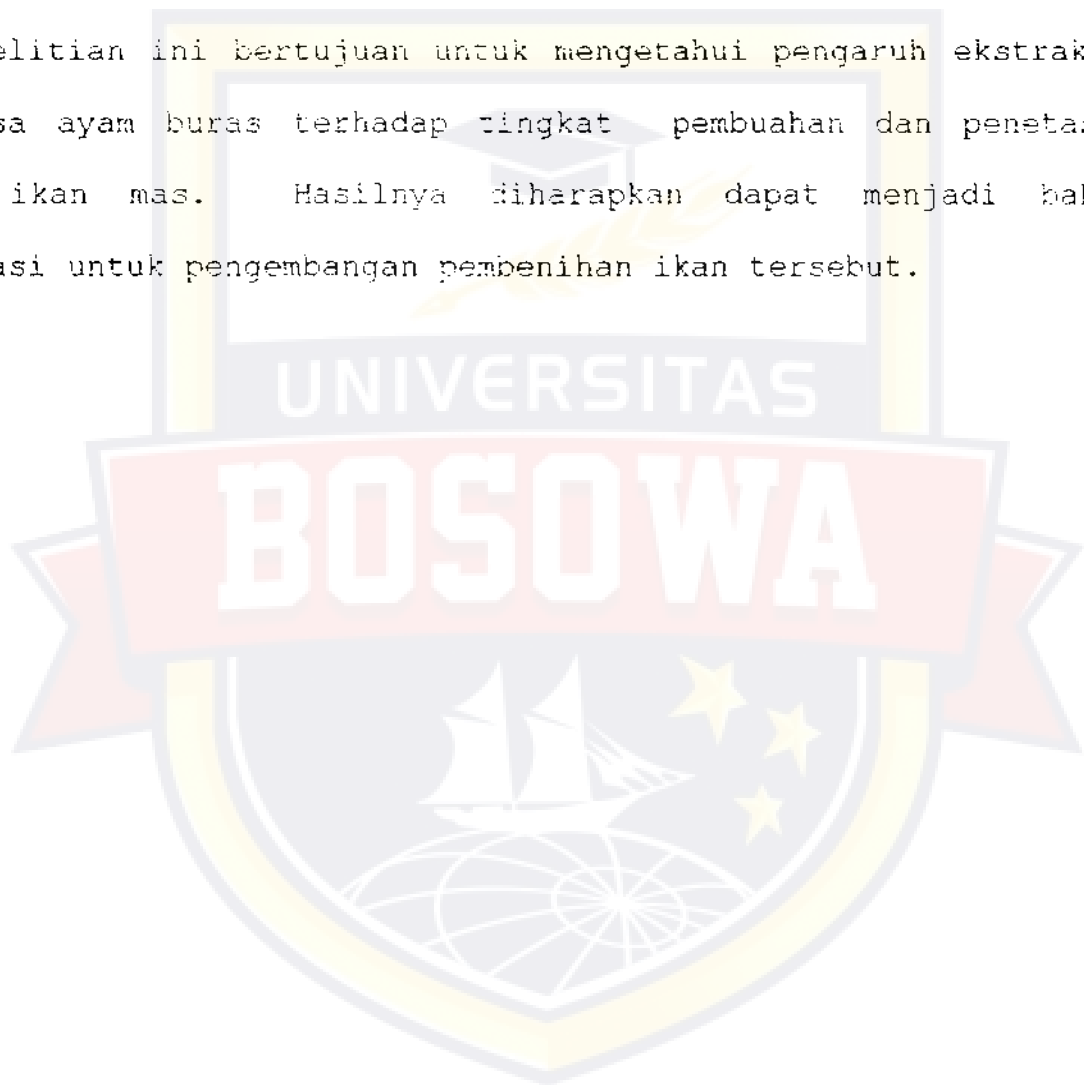 elitian ini bertujuan untuk mengetahui pengaruh ekstrak
sa ayam buras terhadap tingkat pembuahan dan peneta
ikan mas. Hasilnya diharapkan dapat menjadi ba
asi untuk pengembangan pembenihan ikan tersebut.
UNIVERSITAS
BOSOWA